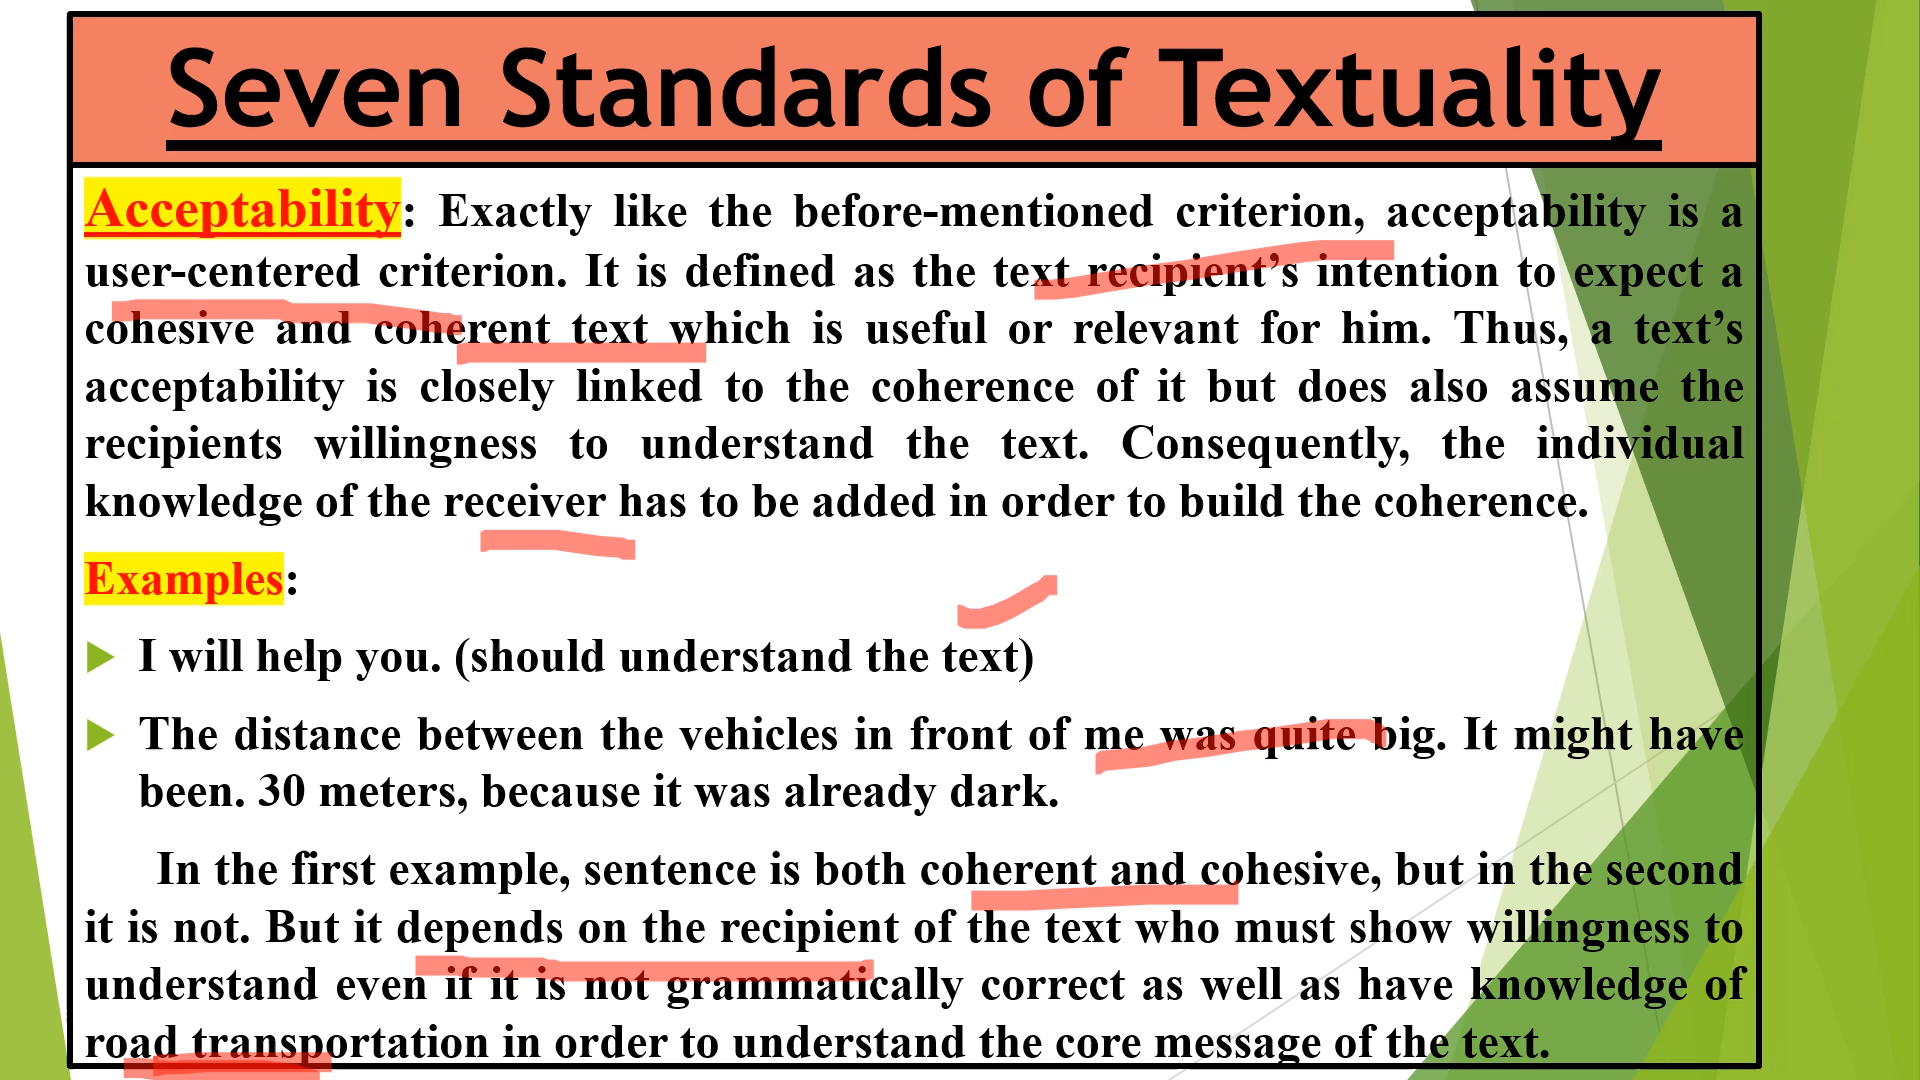 Seven Standards of Textuality
Acceptability: Exactly like the before-mentioned criterion, acceptability is a
user-centered criterion. It is defined as the text recipient’s intention to expect a
cohesive and coherent text which is useful or relevant for him. Thus, a text’s
acceptability is closely linked to the coherence of it but does also assume the
recipients willingness to understand the text. Consequently, the individual
knowledge of the receiver has to be added in order to build the coherence.
Examples:
I will help you. (should understand the text)
The distance between the vehicles in front of me was quite big. It might have
been. 30 meters, because it was already dark.
In the first example, sentence is both coherent and cohesive, but in the second
it is not. But it depends on the recipient of the text who must show willingness to
understand even if it is not grammatically correct as well as have knowledge of
road transportation in order to understand the core message of the text.